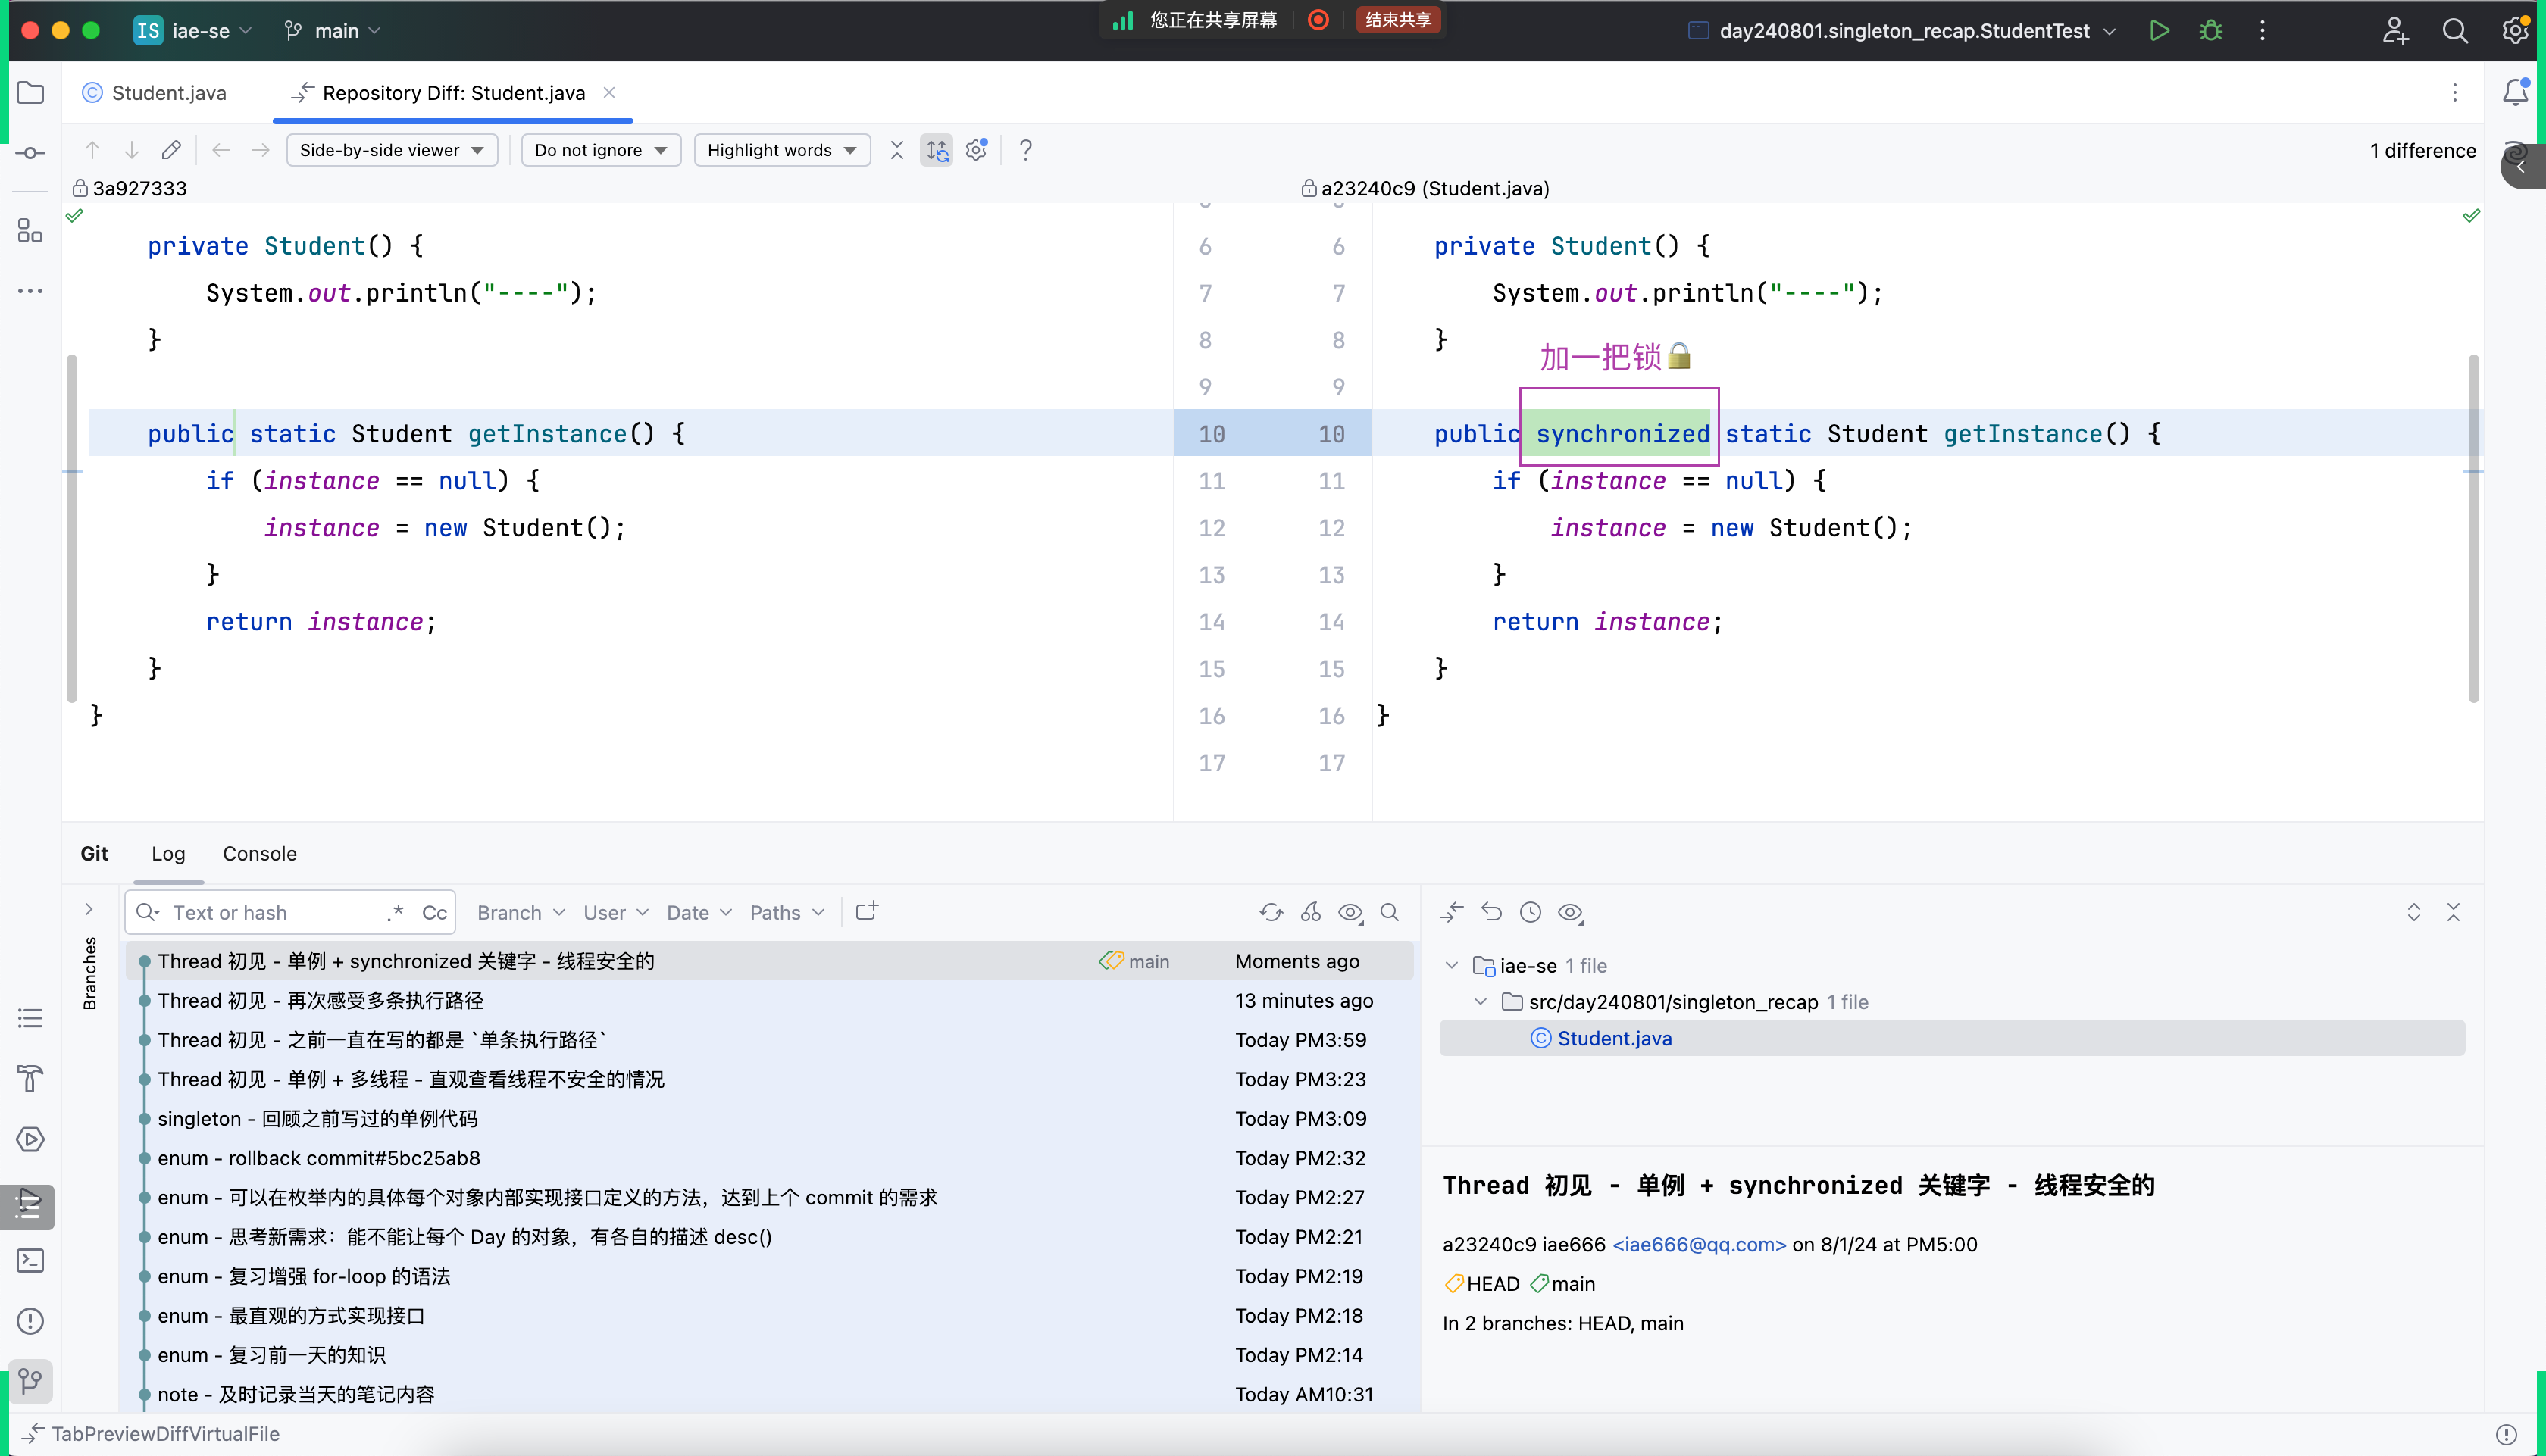 IS iae-se main
您正在共享屏幕 结束共享
day240801.singleton_recap.StudentTest
Student.java
Repository Diff: Student.java
Side-by-side viewer Do not ignore Highlight words ? 1 difference
3a927333
private Student() {
System.out.println("----");
}
public static Student getInstance() {
if (instance == null) {
instance = new Student();
}
return instance;
}
}
6 6
7 7
8 8
9 9
10 10
11 11
12 12
13 13
14 14
15 15
16 16
17 17
a23240c9 (Student.java)
private Student() {
System.out.println("----");
}
加一把锁🔒
public synchronized static Student getInstance() {
if (instance == null) {
instance = new Student();
}
return instance;
}
}
Git Log Console
Branches
Text or hash .* Cc Branch User Date Paths
Thread 初见 - 单例 + synchronized 关键字 - 线程安全的 main Moments ago
Thread 初见 - 再次感受多条执行路径 13 minutes ago
Thread 初见 - 之前一直在写的都是 `单条执行路径` Today PM3:59
Thread 初见 - 单例 + 多线程 - 直观查看线程不安全的情况 Today PM3:23
singleton - 回顾之前写过的单例代码 Today PM3:09
enum - rollback commit#5bc25ab8 Today PM2:32
enum - 可以在枚举内的具体每个对象内部实现接口定义的方法，达到上个 commit 的需求 Today PM2:27
enum - 思考新需求：能不能让每个 Day 的对象，有各自的描述 desc() Today PM2:21
enum - 复习增强 for-loop 的语法 Today PM2:19
enum - 最直观的方式实现接口 Today PM2:18
enum - 复习前一天的知识 Today PM2:14
note - 及时记录当天的笔记内容 Today AM10:31
iae-se 1 file
src/day240801/singleton_recap 1 file
Student.java
Thread 初见 - 单例 + synchronized 关键字 - 线程安全的
a23240c9 iae666 <iae666@qq.com> on 8/1/24 at PM5:00
HEAD main
In 2 branches: HEAD, main
TabPreviewDiffVirtualFile